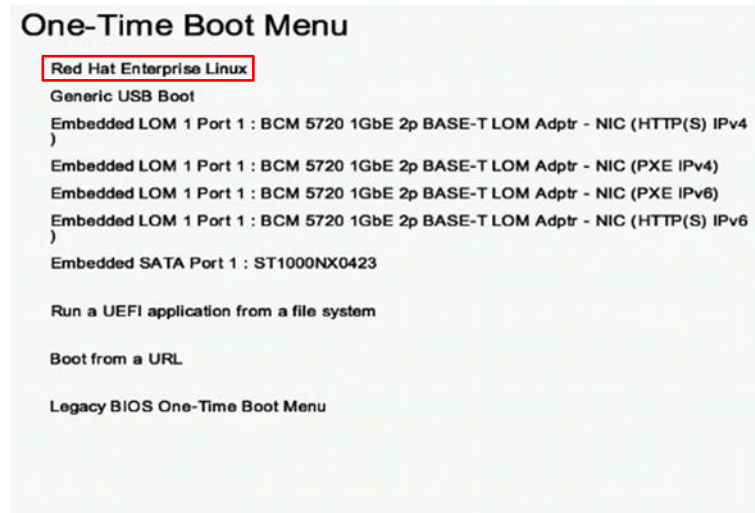 One-Time Boot Menu
Red Hat Enterprise Linux
Generic USB Boot
Embedded LOM 1 Port 1 : BCM 5720 1GbE 2p BASE-T LOM Adptr - NIC (HTTP(S) IPv4
)
Embedded LOM 1 Port 1 : BCM 5720 1GbE 2p BASE-T LOM Adptr - NIC (PXE IPv4)
Embedded LOM 1 Port 1 : BCM 5720 1GbE 2p BASE-T LOM Adptr - NIC (PXE IPv6)
Embedded LOM 1 Port 1 : BCM 5720 1GbE 2p BASE-T LOM Adptr - NIC (HTTP(S) IPv6
)
Embedded SATA Port 1 : ST1000NX0423
Run a UEFI application from a file system
Boot from a URL
Legacy BIOS One-Time Boot Menu